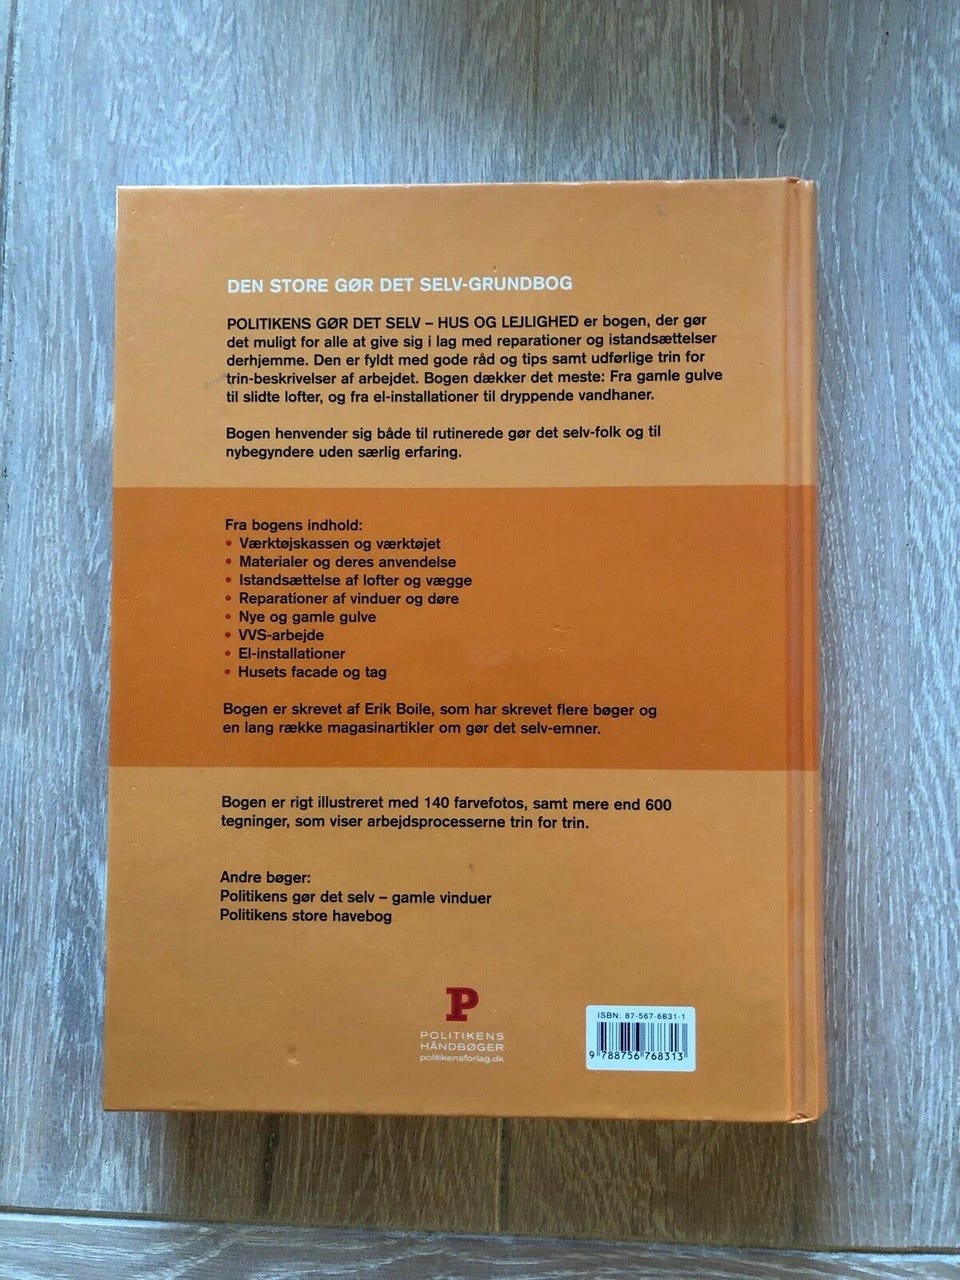 DEN STORE GØR DET SELV-GRUNDBOG
POLITIKENS GØR DET SELV – HUS OG LEJLIGHED er bogen, der gør
det muligt for alle at give sig i lag med reparationer og istandsættelser
derhjemme. Den er fyldt med gode råd og tips samt udførlige trin for
trin-beskrivelser af arbejdet. Bogen dækker det meste: Fra gamle gulve
til slidte lofter, og fra el-installationer til dryppende vandhaner.
Bogen henvender sig både til rutinerede gør det selv-folk og til
nybegyndere uden særlig erfaring.
Fra bogens indhold:
• Værktøjskassen og værktøjet
• Materialer og deres anvendelse
• Istandsættelse af lofter og vægge
• Reparationer af vinduer og døre
• Nye og gamle gulve
• VVS-arbejde
• El-installationer
• Husets facade og tag
Bogen er skrevet af Erik Boile, som har skrevet flere bøger og
en lang række magasinartikler om gør det selv-emner.
Bogen er rigt illustreret med 140 farvefotos, samt mere end 600
tegninger, som viser arbejdsprocesserne trin for trin.
Andre bøger:
Politikens gør det selv – gamle vinduer
Politikens store havebog
P
POLITIKENS
HÅNDBØGER
politikensforlag.dk
ISBN: 87-567-6831-1
9 788756 768313